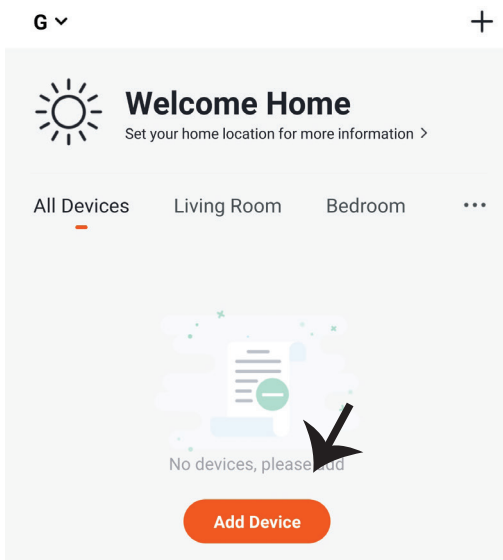 G
Welcome Home
Set your home location for more information >
All Devices Living Room Bedroom ...
No devices, please add
Add Device